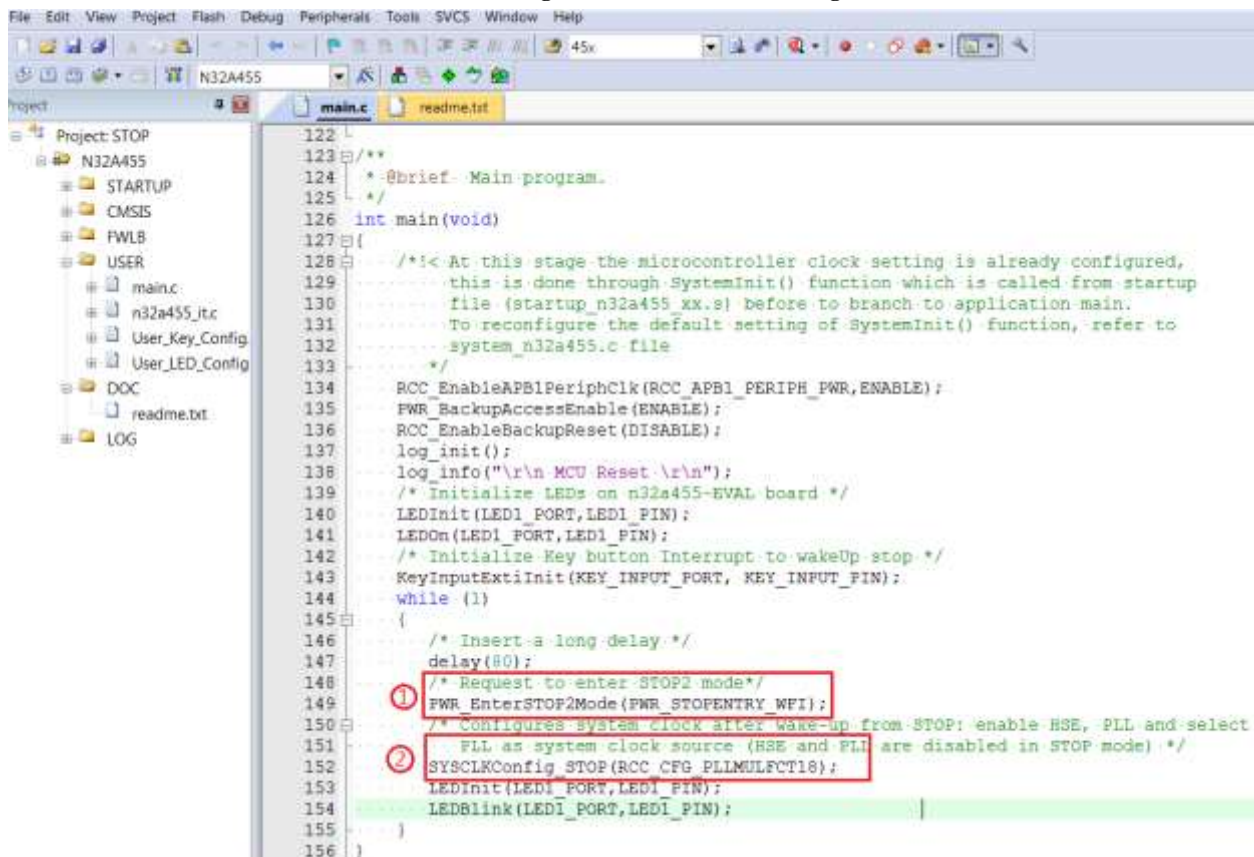 File Edit View Project Flash Debug Peripherals Tools SVCS Window Help
45x
N32A455
Project
main.c readme.txt
Project: STOP
N32A455
STARTUP
CMSIS
FWLB
USER
main.c
n32a455_it.c
User_Key_Config.
User_LED_Config
DOC
readme.txt
LOG
122
123 /**
124 * @brief Main program.
125 */
126 int main(void)
127 {
128 /*!< At this stage the microcontroller clock setting is already configured,
129 this is done through SystemInit() function which is called from startup
130 file (startup_n32a455_xx.s) before to branch to application main.
131 To reconfigure the default setting of SystemInit() function, refer to
132 system_n32a455.c file
133 */
134 RCC_EnableAPB1PeriphClk(RCC_APB1_PERIPH_PWR,ENABLE);
135 PWR_BackupAccessEnable(ENABLE);
136 RCC_EnableBackupReset(DISABLE);
137 log_init();
138 log_info("\r\n MCU Reset \r\n");
139 /* Initialize LEDs on n32a455-EVAL board */
140 LEDInit(LED1_PORT,LED1_PIN);
141 LEDOn(LED1_PORT,LED1_PIN);
142 /* Initialize Key button Interrupt to wakeUp stop */
143 KeyInputExtiInit(KEY_INPUT_PORT, KEY_INPUT_PIN);
144 while (1)
145 {
146 /* Insert a long delay */
147 delay(80);
148 /* Request to enter STOP2 mode*/
① 149 PWR_EnterSTOP2Mode(PWR_STOPENTRY_WFI);
150 /* Configures system clock after wake-up from STOP: enable HSE, PLL and select
151 PLL as system clock source (HSE and PLL are disabled in STOP mode) */
② 152 SYSCLKConfig_STOP(RCC_CFG_PLLMULFCT18);
153 LEDInit(LED1_PORT,LED1_PIN);
154 LEDBlink(LED1_PORT,LED1_PIN);
155 }
156 }